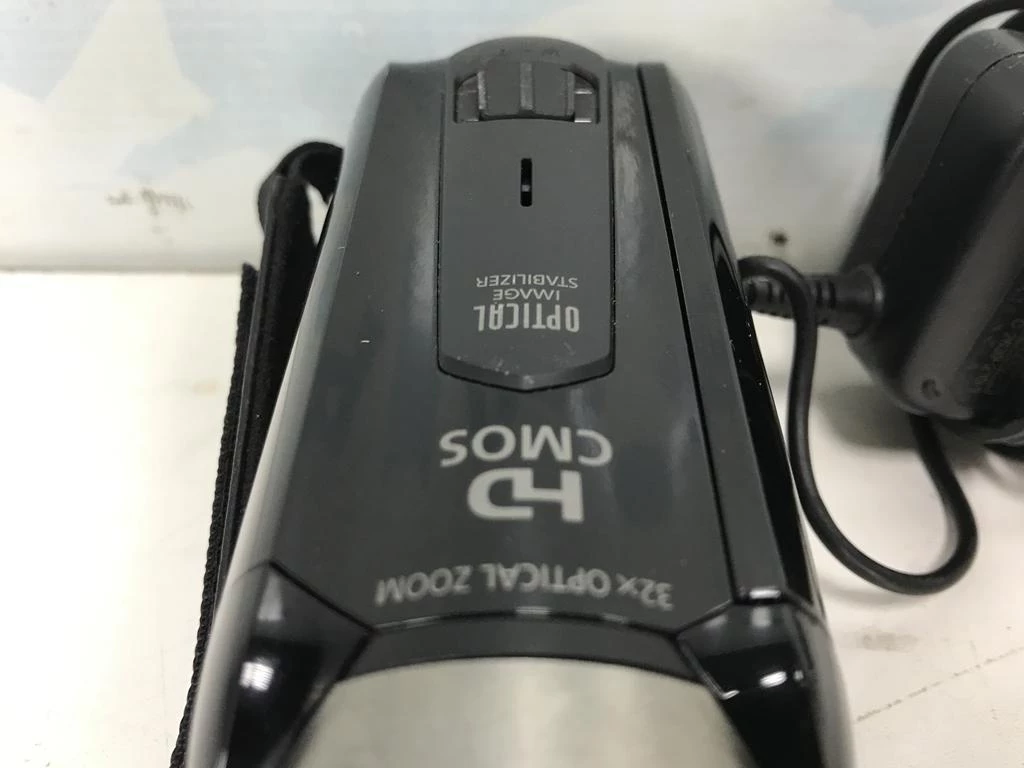 32x OPTICAL ZOOM
HD
CMOS
OPTICAL
IMAGE
STABILIZER